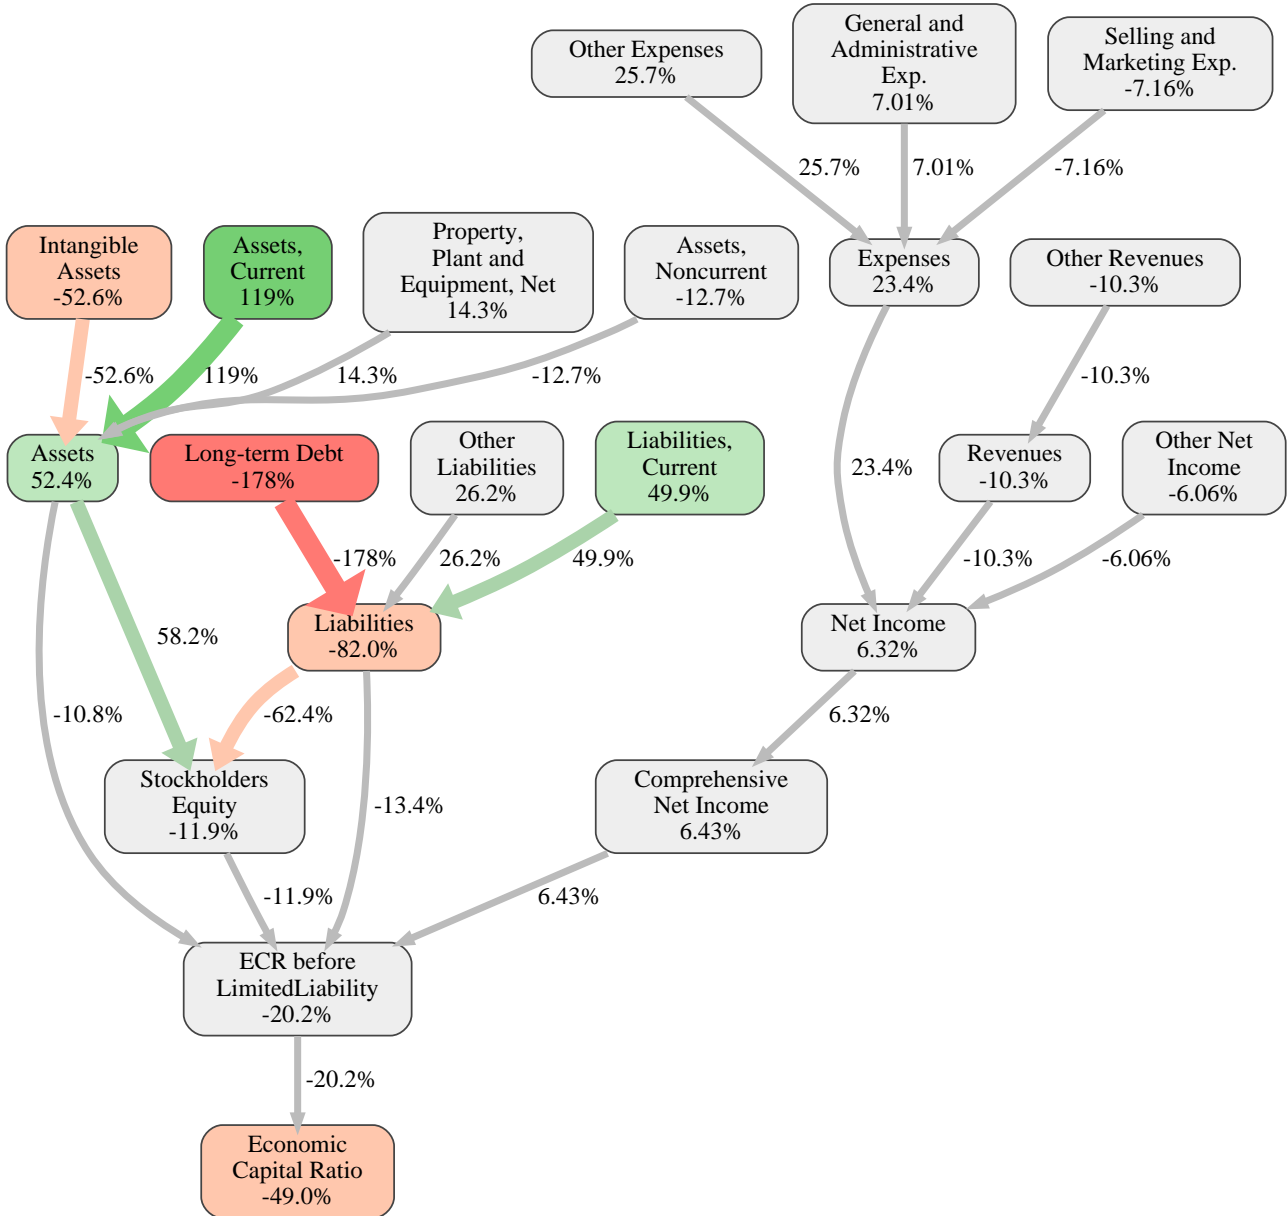 Other Expenses
25.7%
General and
Administrative
Exp.
7.01%
Selling and
Marketing Exp.
-7.16%
25.7%
7.01%
-7.16%
Intangible
Assets
-52.6%
Assets,
Current
119%
Property,
Plant and
Equipment, Net
14.3%
Assets,
Noncurrent
-12.7%
Expenses
23.4%
Other Revenues
-10.3%
-52.6%
119%
14.3%
-12.7%
-10.3%
Assets
52.4%
Long-term Debt
-178%
Other
Liabilities
26.2%
Liabilities,
Current
49.9%
23.4%
Revenues
-10.3%
Other Net
Income
-6.06%
-178%
26.2%
49.9%
-10.3%
-6.06%
58.2%
Liabilities
-82.0%
Net Income
6.32%
-10.8%
-62.4%
6.32%
Stockholders
Equity
-11.9%
-13.4%
Comprehensive
Net Income
6.43%
-11.9%
6.43%
ECR before
LimitedLiability
-20.2%
-20.2%
Economic
Capital Ratio
-49.0%